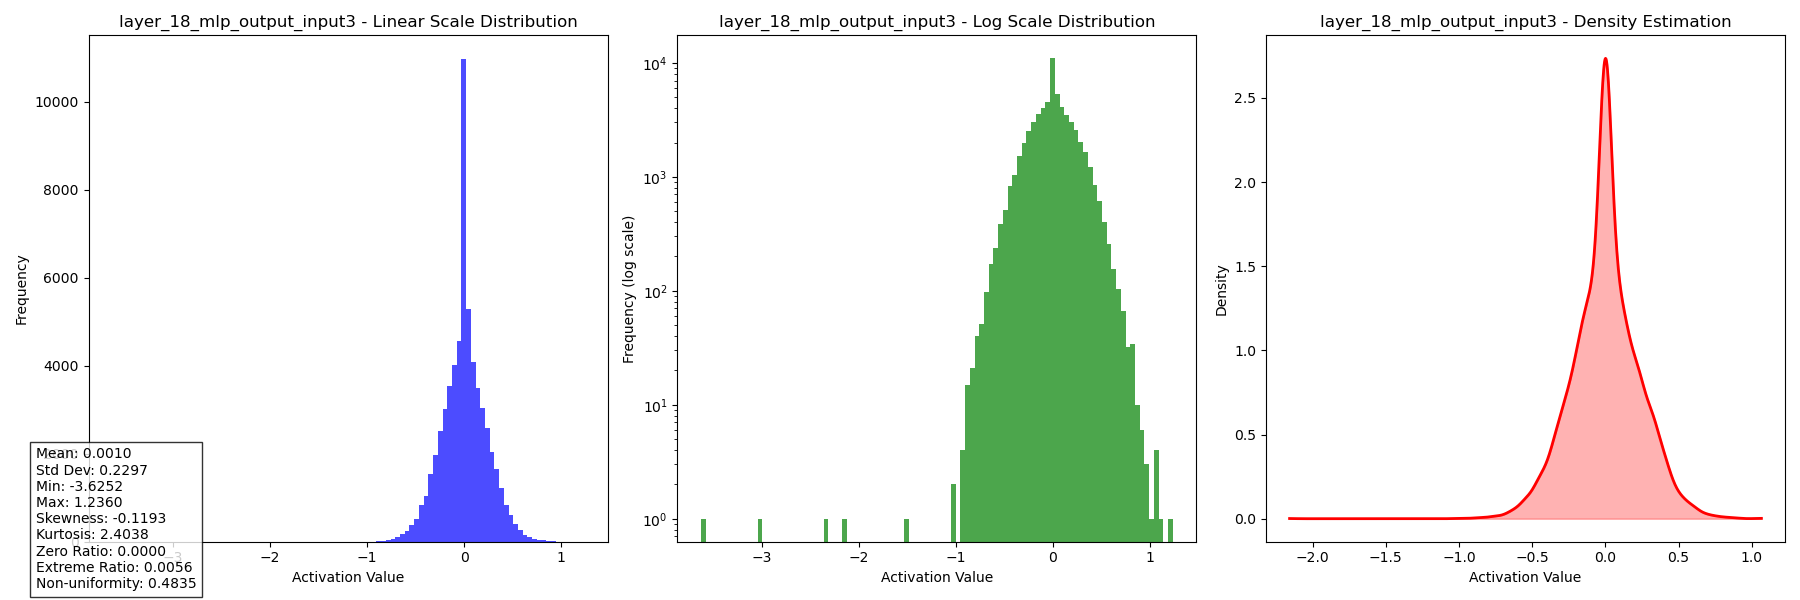 layer_18_mlp_output_input3 - Linear Scale Distribution
10000
8000
6000
4000
0
Frequency
−3
−2
−1
0
1
Activation Value
Mean: 0.0010
Std Dev: 0.2297
Min: -3.6252
Max: 1.2360
Skewness: -0.1193
Kurtosis: 2.4038
Zero Ratio: 0.0000
Extreme Ratio: 0.0056
Non-uniformity: 0.4835
layer_18_mlp_output_input3 - Log Scale Distribution
10⁴
10³
10²
10¹
10⁰
Frequency (log scale)
−3
−2
−1
0
1
Activation Value
layer_18_mlp_output_input3 - Density Estimation
2.5
2.0
1.5
1.0
0.5
0.0
Density
−2.0
−1.5
−1.0
−0.5
0.0
0.5
1.0
Activation Value